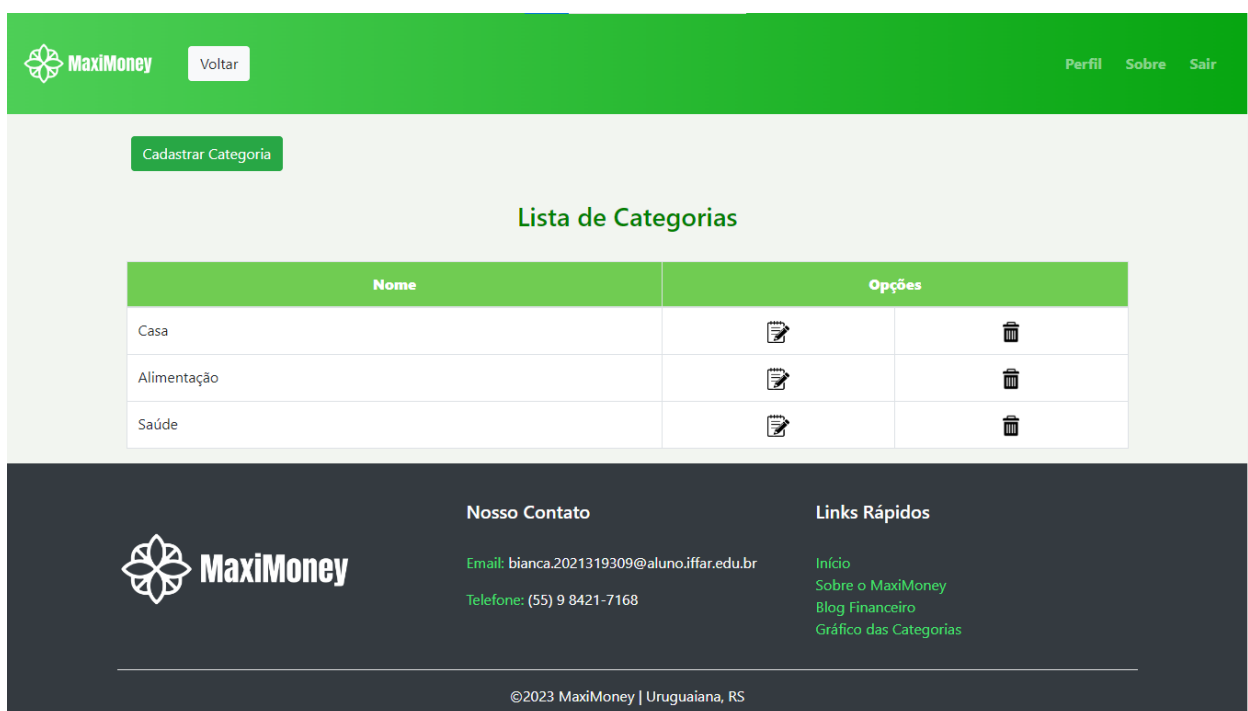 MaxiMoney
Voltar
Perfil Sobre Sair
Cadastrar Categoria
Lista de Categorias
Nome Opções
Casa
Alimentação
Saúde
MaxiMoney
Nosso Contato
Email: bianca.2021319309@aluno.iffar.edu.br
Telefone: (55) 9 8421-7168
Links Rápidos
Início
Sobre o MaxiMoney
Blog Financeiro
Gráfico das Categorias
©2023 MaxiMoney | Uruguaiana, RS